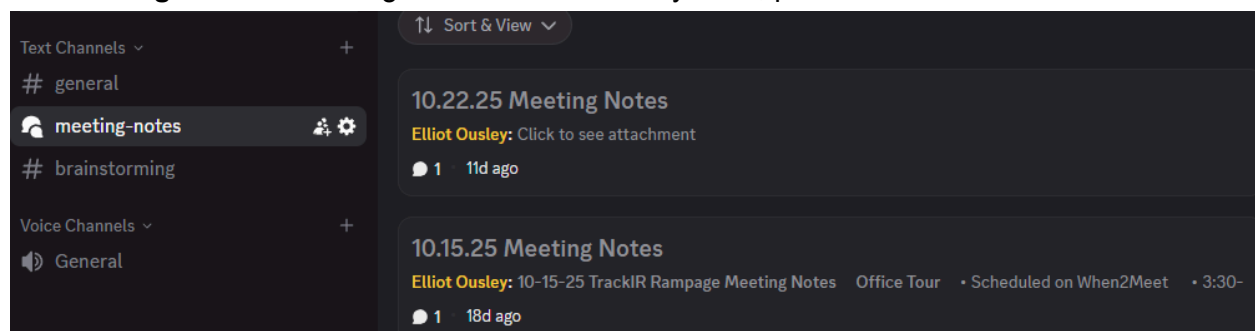 Sort & View
Text Channels
general
meeting-notes
brainstorming
Voice Channels
General
10.22.25 Meeting Notes
Elliot Ousley: Click to see attachment
1 11d ago
10.15.25 Meeting Notes
Elliot Ousley: 10-15-25 TrackIR Rampage Meeting Notes Office Tour • Scheduled on When2Meet • 3:30-
1 18d ago